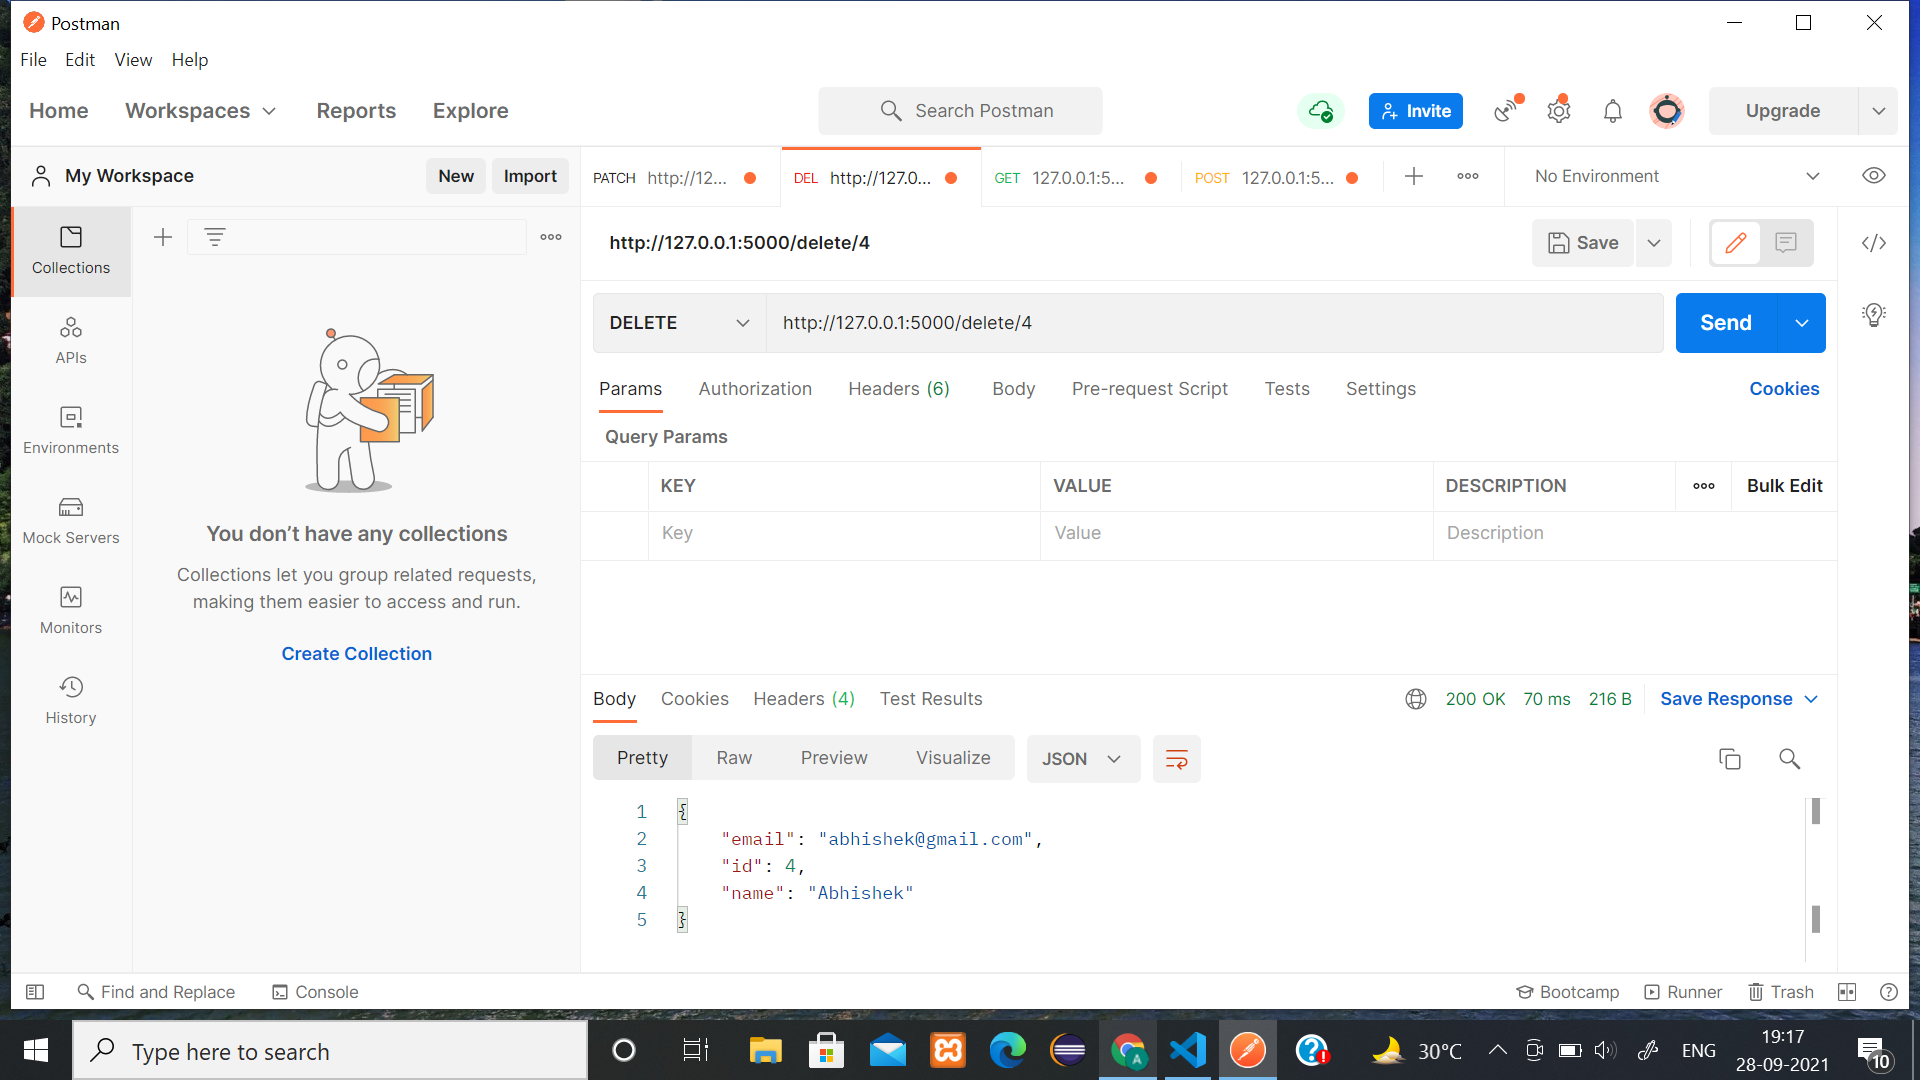 Postman
File Edit View Help
Home Workspaces Reports Explore
Search Postman
Invite
Upgrade
My Workspace New Import
PATCH http://12...
DEL http://127.0...
GET 127.0.0.1:5...
POST 127.0.0.1:5...
No Environment
Collections
APIs
Environments
Mock Servers
Monitors
History
You don’t have any collections
Collections let you group related requests,
making them easier to access and run.
Create Collection
http://127.0.0.1:5000/delete/4
Save
DELETE http://127.0.0.1:5000/delete/4
Send
Params Authorization Headers (6) Body Pre-request Script Tests Settings Cookies
Query Params
KEY VALUE DESCRIPTION Bulk Edit
Key Value Description
Body Cookies Headers (4) Test Results 200 OK 70 ms 216 B Save Response
Pretty Raw Preview Visualize JSON
1 {
2 "email": "abhishek@gmail.com",
3 "id": 4,
4 "name": "Abhishek"
5 }
Find and Replace Console Bootcamp Runner Trash
Type here to search
A
30°C
ENG
19:17
28-09-2021
10